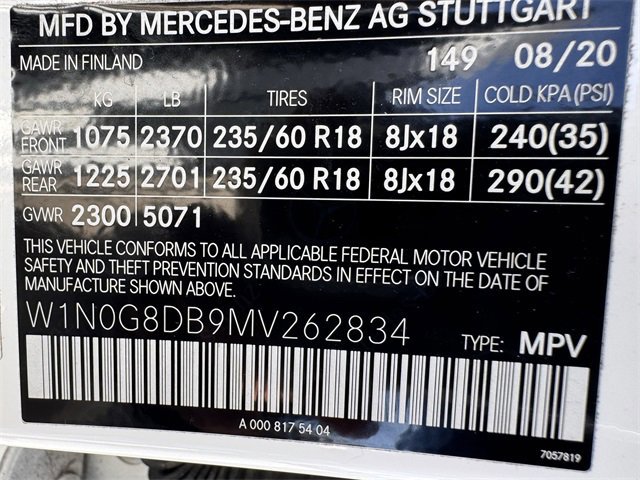 MFD BY MERCEDES-BENZ AG STUTTGART
MADE IN FINLAND 149 08/20
KG LB TIRES RIM SIZE COLD KPA(PSI)
GAWR FRONT 1075 2370 235/60 R18 8Jx18 240(35)
GAWR REAR 1225 2701 235/60 R18 8Jx18 290(42)
GVWR 2300 5071
THIS VEHICLE CONFORMS TO ALL APPLICABLE FEDERAL MOTOR VEHICLE
SAFETY AND THEFT PREVENTION STANDARDS IN EFFECT ON THE DATE OF
MANUFACTURE SHOWN ABOVE.
W1N0G8DB9MV262834 TYPE: MPV
A 000 817 54 04
7057819